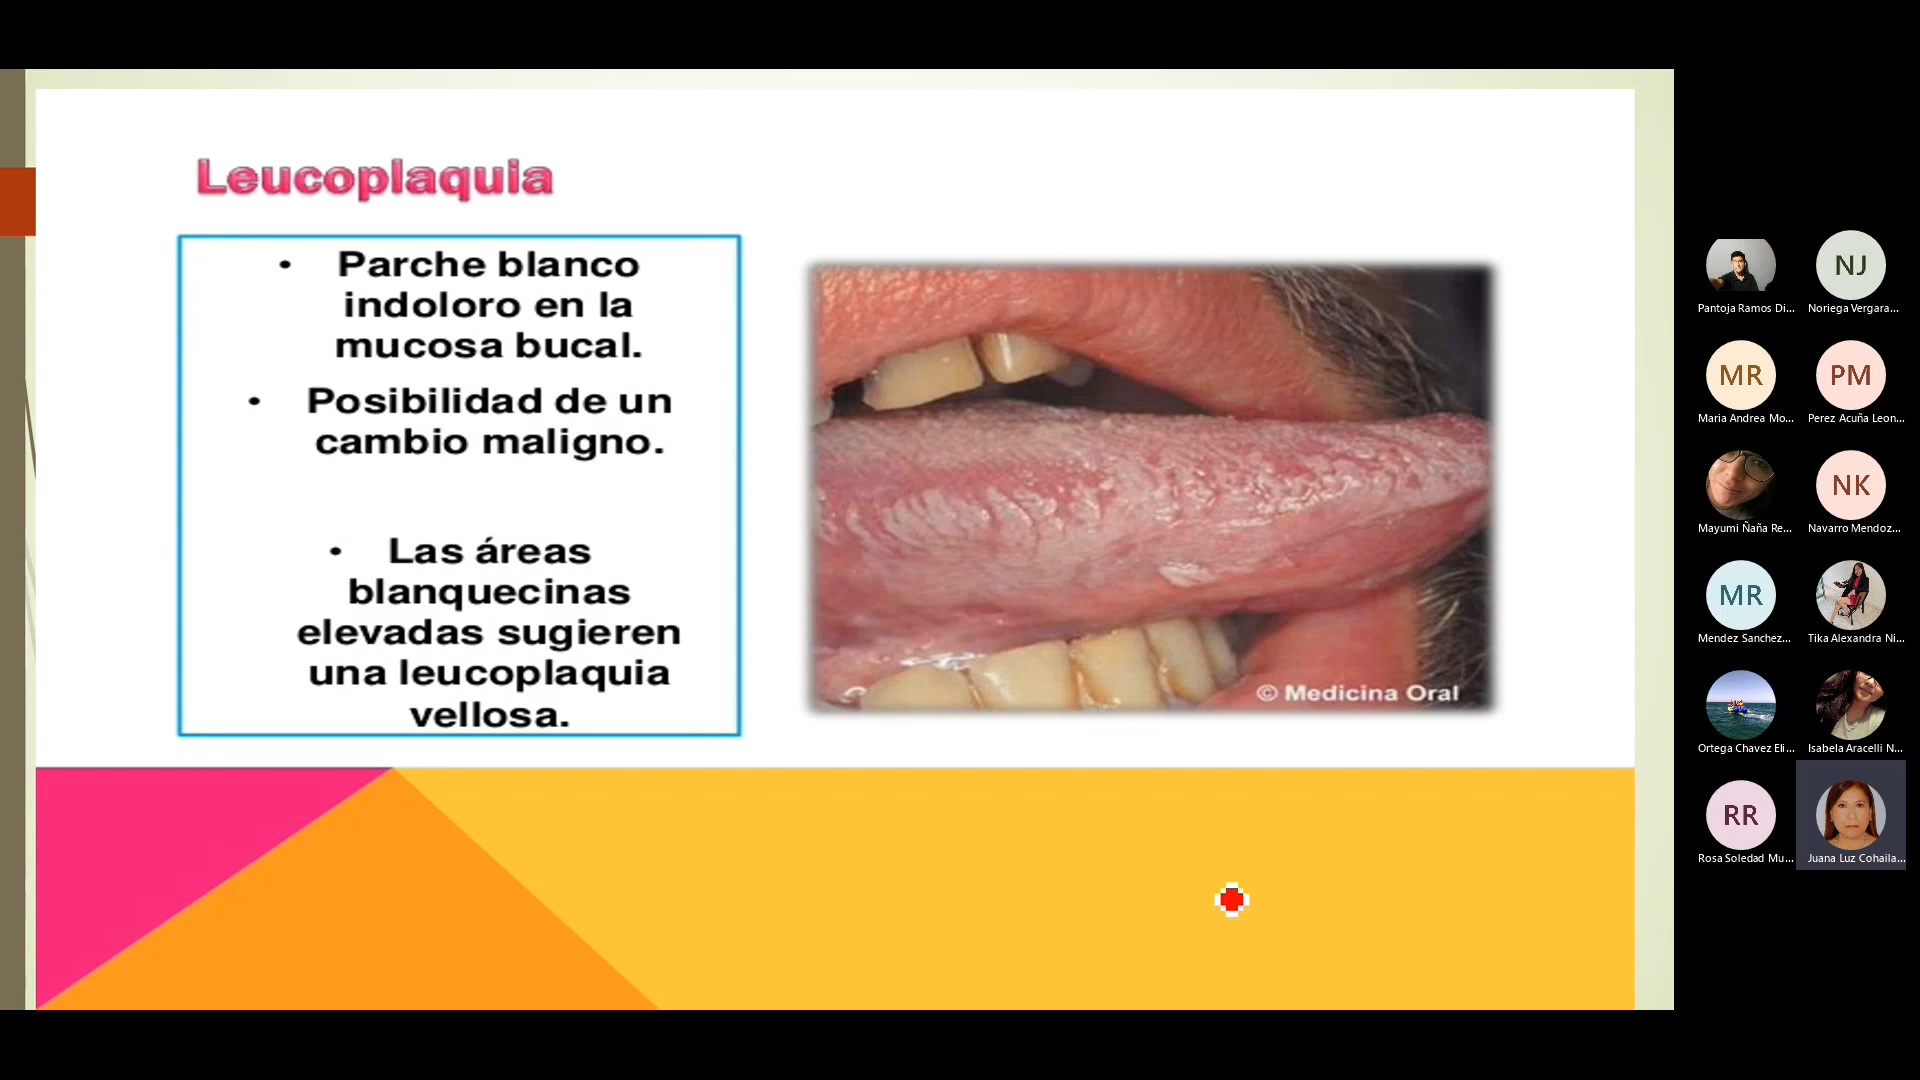 Leucoplaquia
• Parche blanco
indoloro en la
mucosa bucal.
• Posibilidad de un
cambio maligno.
• Las áreas
blanquecinas
elevadas sugieren
una leucoplaquia
vellosa.
© Medicina Oral
Pantoja Ramos Di...
NJ
Noriega Vergara...
MR
Maria Andrea Mo...
PM
Perez Acuña Leon...
Mayumi Ñaña Re...
NK
Navarro Mendoz...
MR
Mendez Sanchez...
Tika Alexandra Ni...
Ortega Chavez Eli...
Isabela Aracelli N...
RR
Rosa Soledad Mu...
Juana Luz Cohaila...